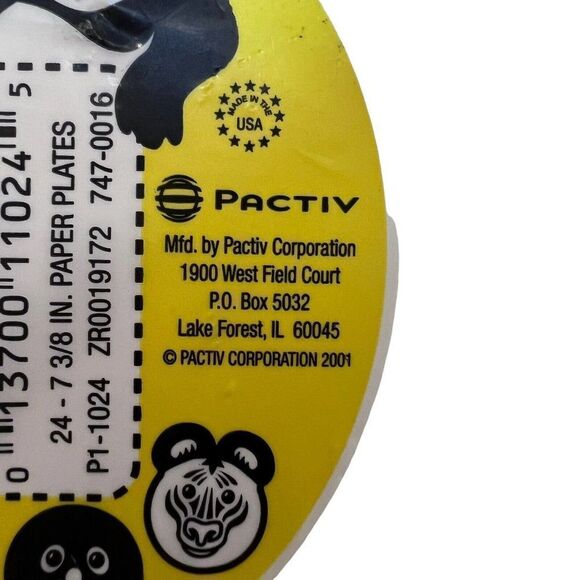 MADE IN THE
USA
PACTIV
Mfd. by Pactiv Corporation
1900 West Field Court
P.O. Box 5032
Lake Forest, IL 60045
© PACTIV CORPORATION 2001
0 13700 11024 5
24 - 7 3/8 IN. PAPER PLATES
P1-1024 ZR0019172 747-0016